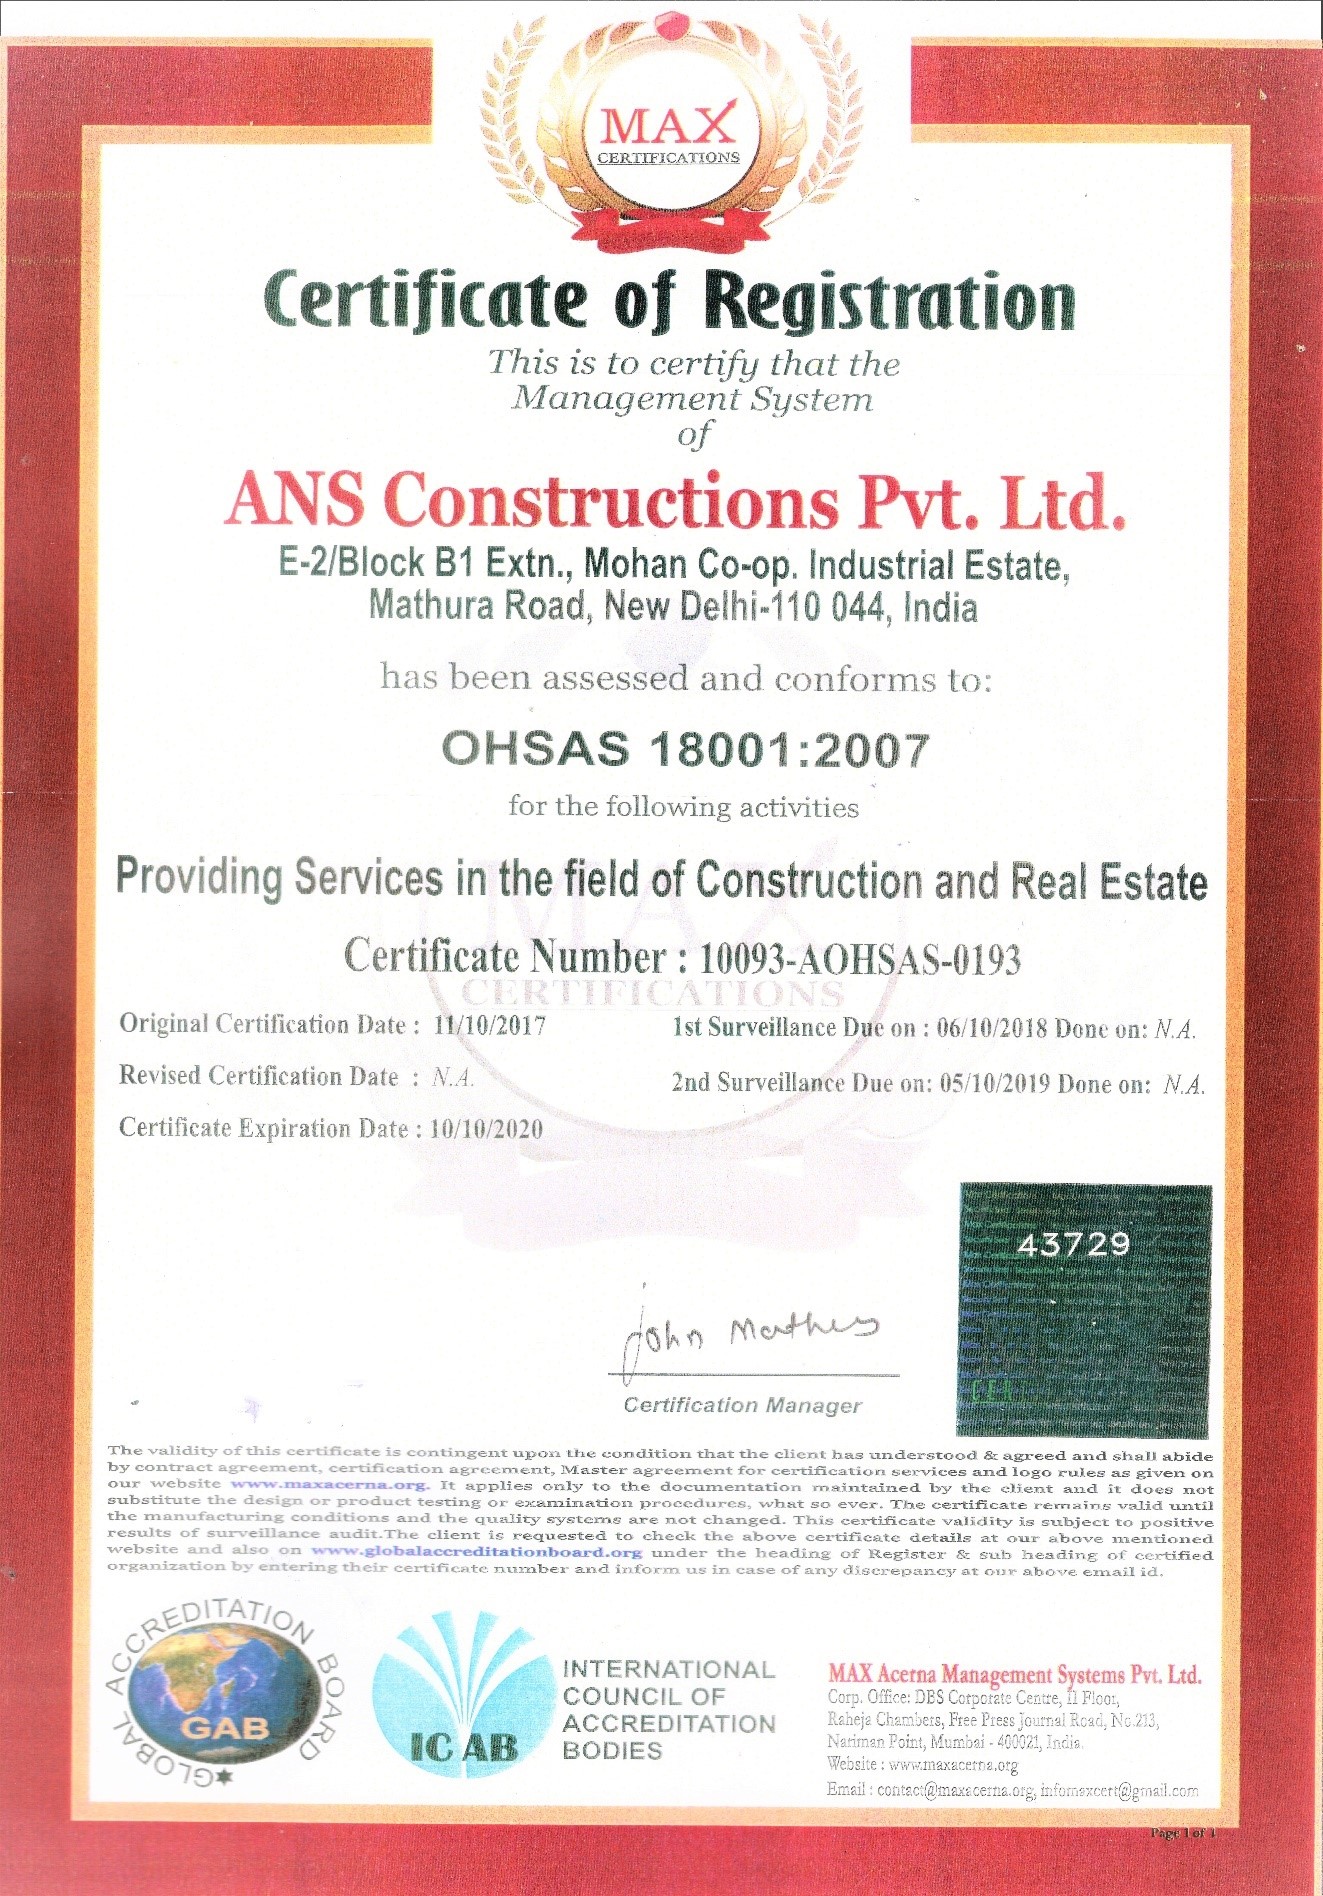 MAX
CERTIFICATIONS
Certificate of Registration
This is to certify that the
Management System
of
ANS Constructions Pvt. Ltd.
E-2/Block B1 Extn., Mohan Co-op. Industrial Estate,
Mathura Road, New Delhi-110 044, India
has been assessed and conforms to:
OHSAS 18001:2007
for the following activities
Providing Services in the field of Construction and Real Estate
Certificate Number : 10093-AOHSAS-0193
Original Certification Date : 11/10/2017
1st Surveillance Due on : 06/10/2018 Done on: N.A.
Revised Certification Date : N.A.
2nd Surveillance Due on: 05/10/2019 Done on: N.A.
Certificate Expiration Date : 10/10/2020
MAX
CERTIFICATIONS
43729
John Mathews
Certification Manager
The validity of this certificate is contingent upon the condition that the client has understood & agreed and shall abide
by contract agreement, certification agreement, Master agreement for certification services and logo rules as given on
our website www.maxacerna.org. It applies only to the documentation maintained by the client and it does not
substitute the design or product testing or examination procedures, what so ever. The certificate remains valid until
the manufacturing conditions and the quality systems are not changed. This certificate validity is subject to positive
results of surveillance audit.The client is requested to check the above certificate details at our above mentioned
website and also on www.globalaccreditationboard.org under the heading of Register & sub heading of certified
organization by entering their certificate number and inform us in case of any discrepancy at our above email id.
GLOBAL ACCREDITATION BOARD
GAB
IC AB
INTERNATIONAL
COUNCIL OF
ACCREDITATION
BODIES
MAX Acerna Management Systems Pvt. Ltd.
Corp. Office: DBS Corporate Centre, II Floor,
Raheja Chambers, Free Press Journal Road, No.213,
Nariman Point, Mumbai - 400021, India.
Website : www.maxacerna.org
Email : contact@maxacerna.org, infomaxcert@gmail.com
Page 1 of 1